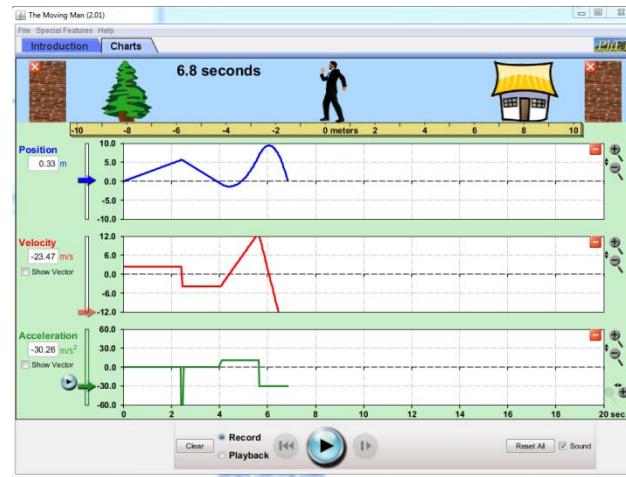 The Moving Man (2.01)
File Special Features Help
Introduction Charts
6.8 seconds
-10 -8 -6 -4 -2 0 meters 2 4 6 8 10
Position
0.33 m
10.0
5.0
0.0
-5.0
-10.0
Velocity
-23.47 m/s
Show Vector
12.0
6.0
0.0
-6.0
-12.0
Acceleration
-30.26 m/s²
Show Vector
60.0
30.0
0.0
-30.0
-60.0
0 2 4 6 8 10 12 14 16 18 20 sec
Clear
Record
Playback
Reset All
Sound